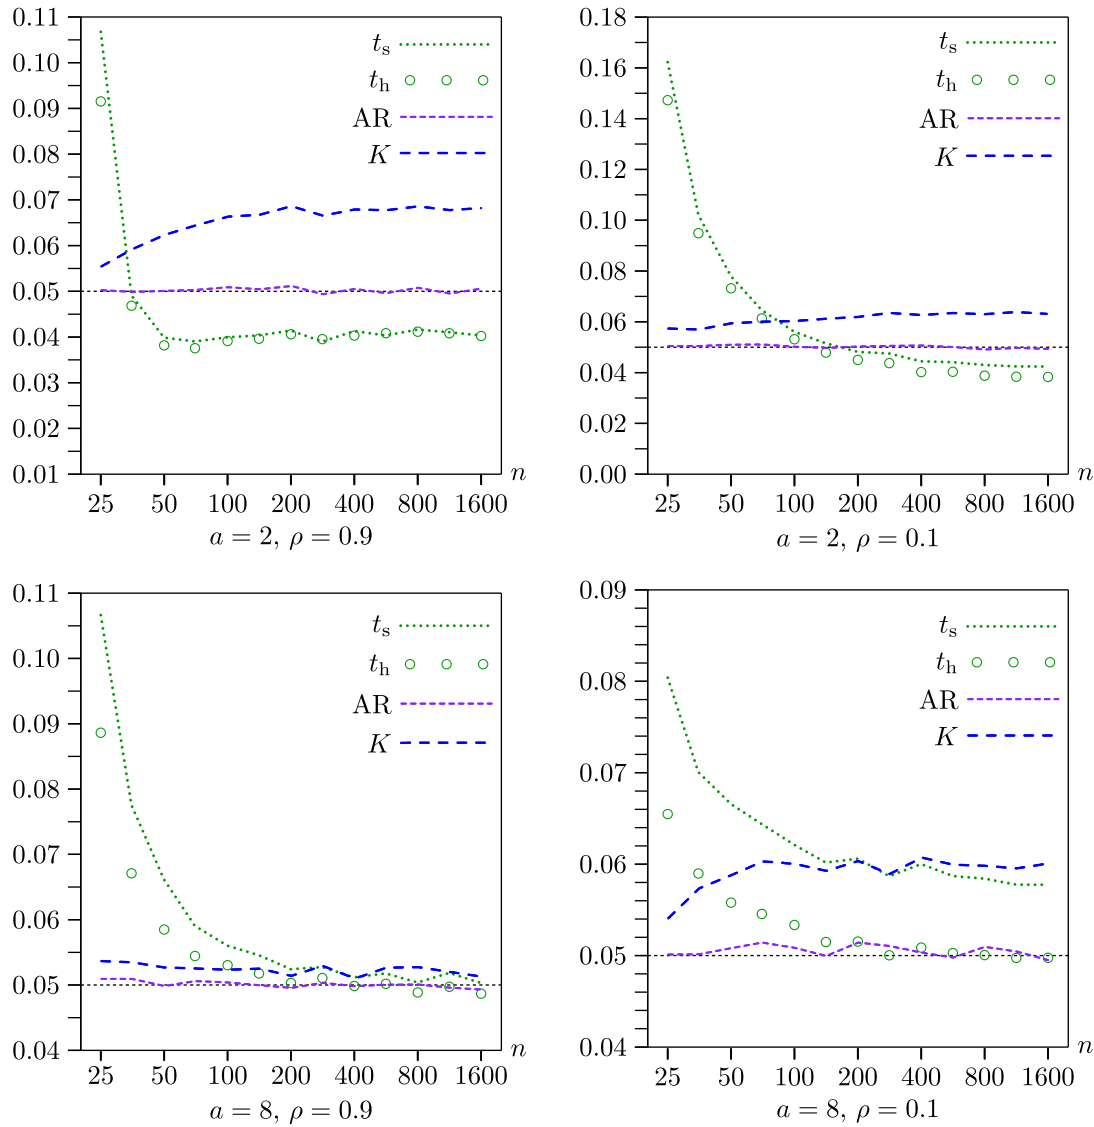 0.11
0.10
0.09
0.08
0.07
0.06
0.05
0.04
0.03
0.02
0.01
t_s
t_h
AR
K
25 50 100 200 400 800 1600
n
a = 2, ρ = 0.9
0.18
0.16
0.14
0.12
0.10
0.08
0.06
0.04
0.02
0.00
t_s
t_h
AR
K
25 50 100 200 400 800 1600
n
a = 2, ρ = 0.1
0.11
0.10
0.09
0.08
0.07
0.06
0.05
0.04
t_s
t_h
AR
K
25 50 100 200 400 800 1600
n
a = 8, ρ = 0.9
0.09
0.08
0.07
0.06
0.05
0.04
t_s
t_h
AR
K
25 50 100 200 400 800 1600
n
a = 8, ρ = 0.1